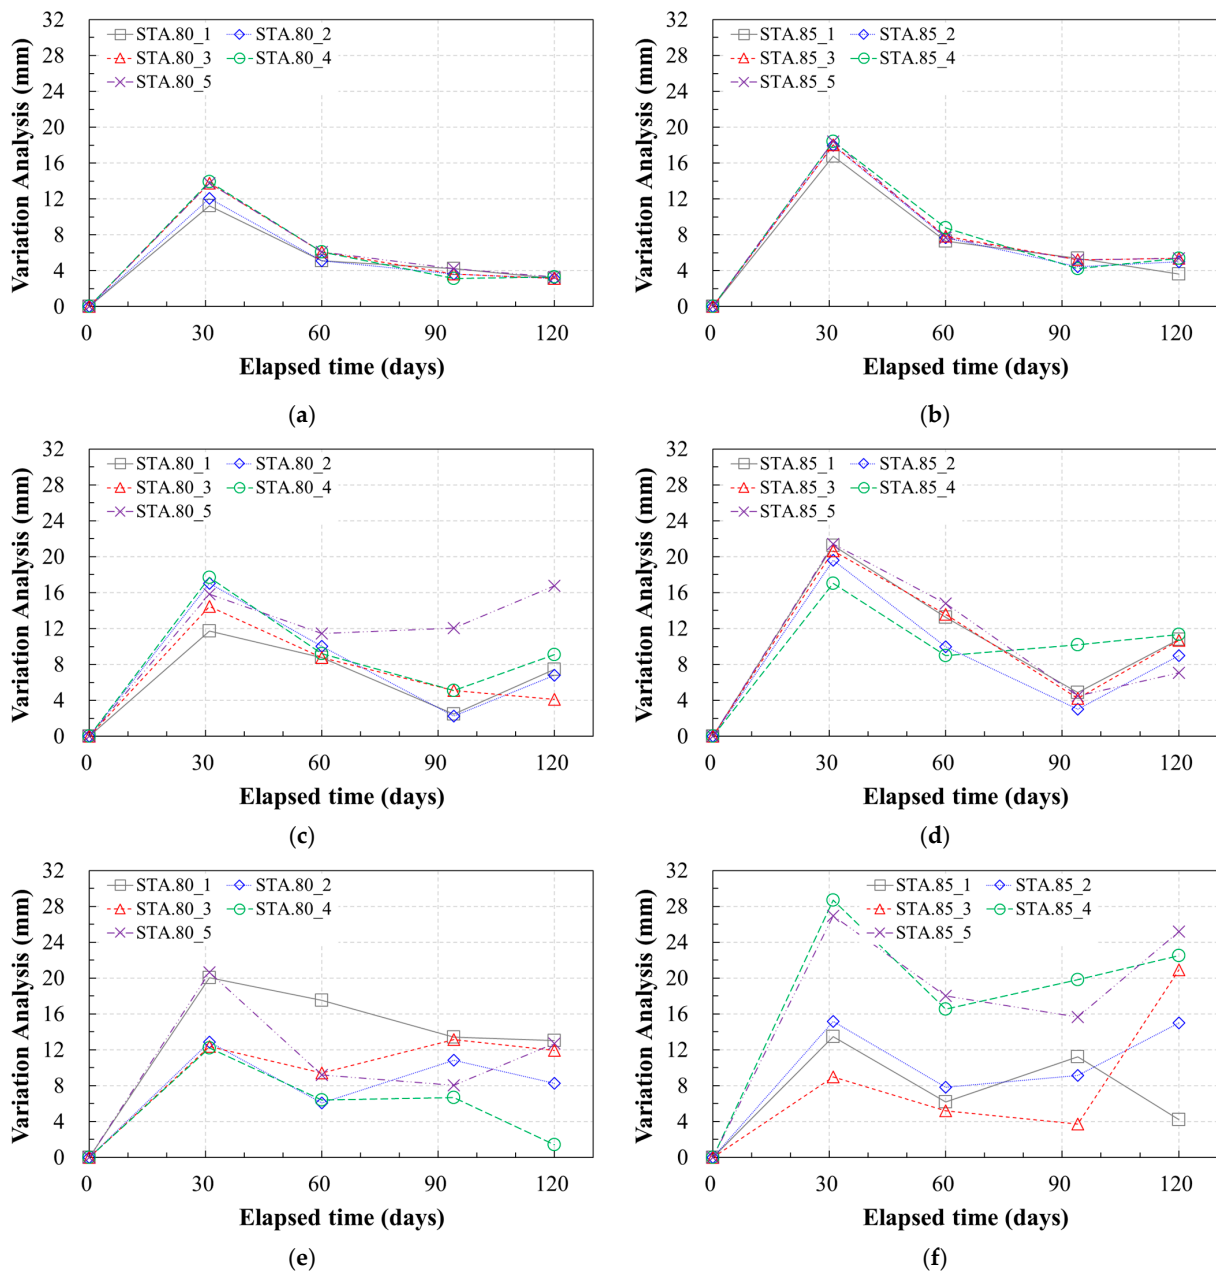 Variation Analysis (mm)
32
28
24
20
16
12
8
4
0
STA.80_1 STA.80_2
STA.80_3 STA.80_4
STA.80_5
0 30 60 90 120
Elapsed time (days)
(a)
Variation Analysis (mm)
32
28
24
20
16
12
8
4
0
STA.85_1 STA.85_2
STA.85_3 STA.85_4
STA.85_5
0 30 60 90 120
Elapsed time (days)
(b)
Variation Analysis (mm)
32
28
24
20
16
12
8
4
0
STA.80_1 STA.80_2
STA.80_3 STA.80_4
STA.80_5
0 30 60 90 120
Elapsed time (days)
(c)
Variation Analysis (mm)
32
28
24
20
16
12
8
4
0
STA.85_1 STA.85_2
STA.85_3 STA.85_4
STA.85_5
0 30 60 90 120
Elapsed time (days)
(d)
Variation Analysis (mm)
32
28
24
20
16
12
8
4
0
STA.80_1 STA.80_2
STA.80_3 STA.80_4
STA.80_5
0 30 60 90 120
Elapsed time (days)
(e)
Variation Analysis (mm)
32
28
24
20
16
12
8
4
0
STA.85_1 STA.85_2
STA.85_3 STA.85_4
STA.85_5
0 30 60 90 120
Elapsed time (days)
(f)